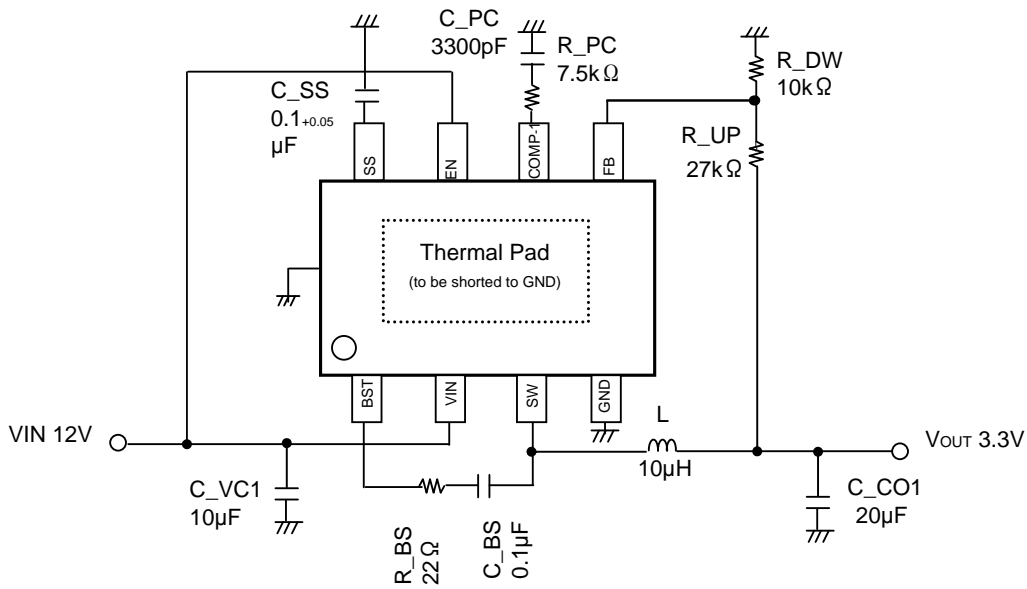 C_PC
3300pF
R_PC
7.5kΩ
R_DW
10kΩ
C_SS
0.1+0.05
µF
R_UP
27kΩ
SS
EN
COMP-1
FB
Thermal Pad
(to be shorted to GND)
BST
VIN
SW
GND
VIN 12V
L
10µH
VOUT 3.3V
C_VC1
10µF
C_CO1
20µF
R_BS
22Ω
C_BS
0.1µF